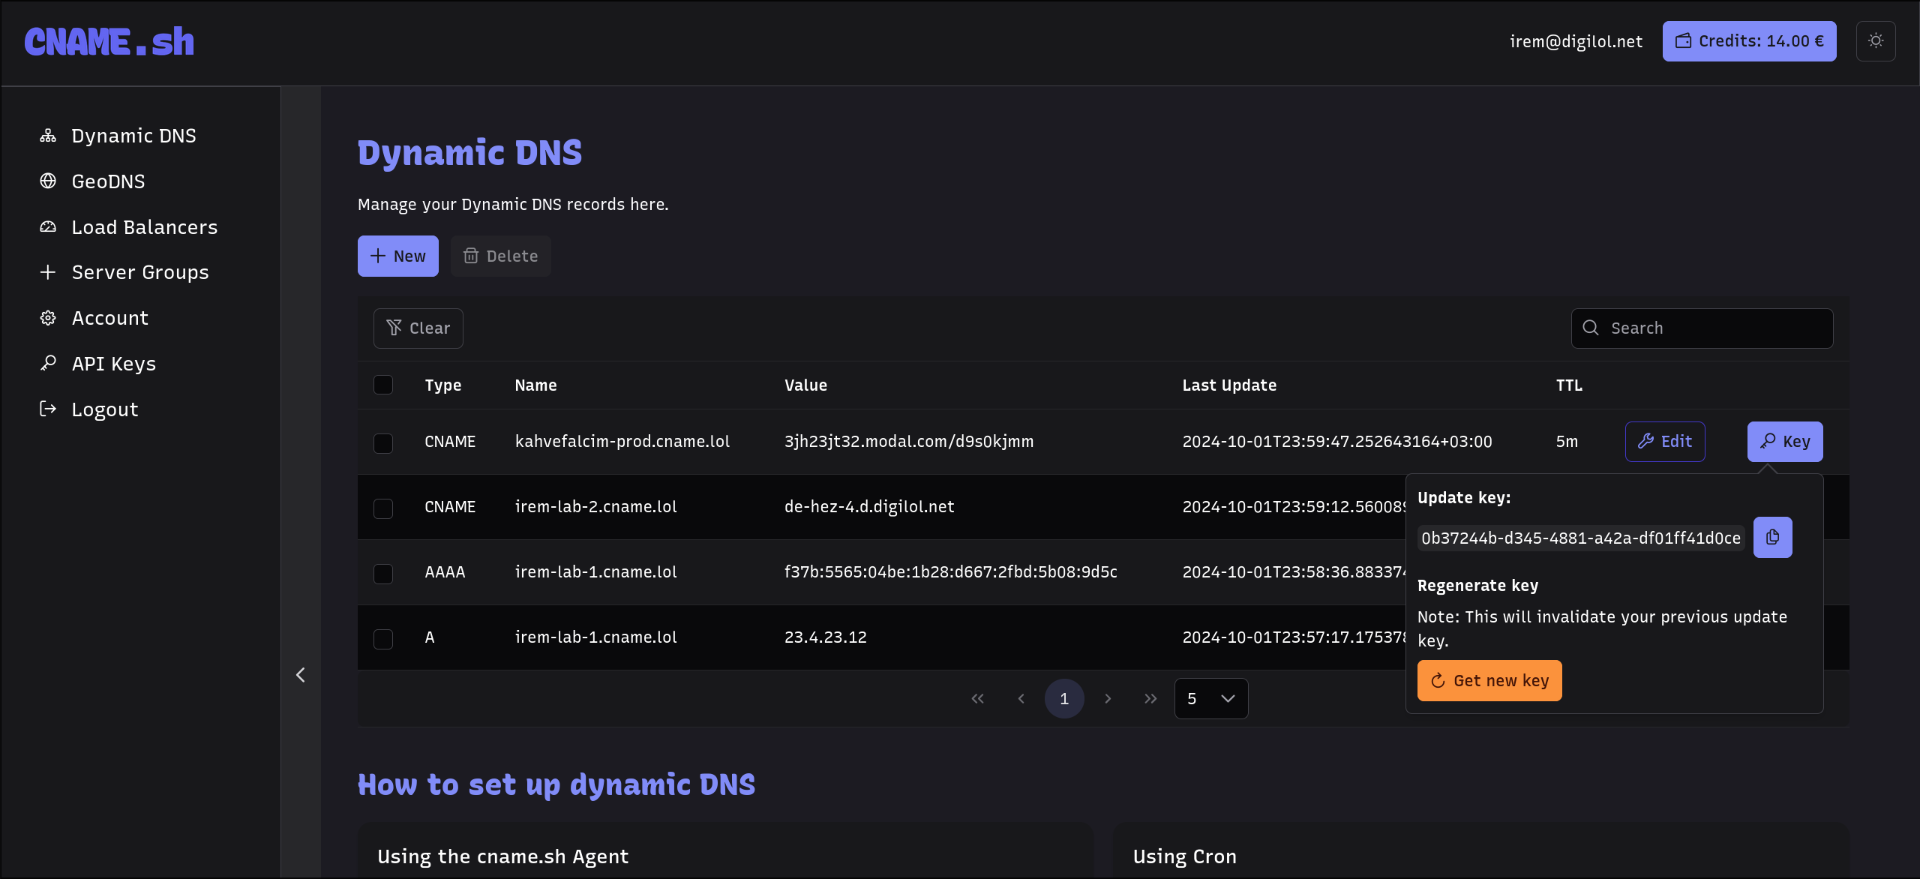 CNAME.sh
irem@digilol.net
Credits: 14.00 €
Dynamic DNS
GeoDNS
Load Balancers
Server Groups
Account
API Keys
Logout
Dynamic DNS
Manage your Dynamic DNS records here.
New Delete
Clear
Search
Type Name Value Last Update TTL
CNAME kahvefalcim-prod.cname.lol 3jh23jt32.modal.com/d9s0kjmm 2024-10-01T23:59:47.252643164+03:00 5m Edit Key
CNAME irem-lab-2.cname.lol de-hez-4.d.digilol.net 2024-10-01T23:59:12.56008
AAAA irem-lab-1.cname.lol f37b:5565:04be:1b28:d667:2fbd:5b08:9d5c 2024-10-01T23:58:36.88337
A irem-lab-1.cname.lol 23.4.23.12 2024-10-01T23:57:17.17537
Update key:
0b37244b-d345-4881-a42a-df01ff41d0ce
Regenerate key
Note: This will invalidate your previous update
key.
Get new key
1 5
How to set up dynamic DNS
Using the cname.sh Agent
Using Cron